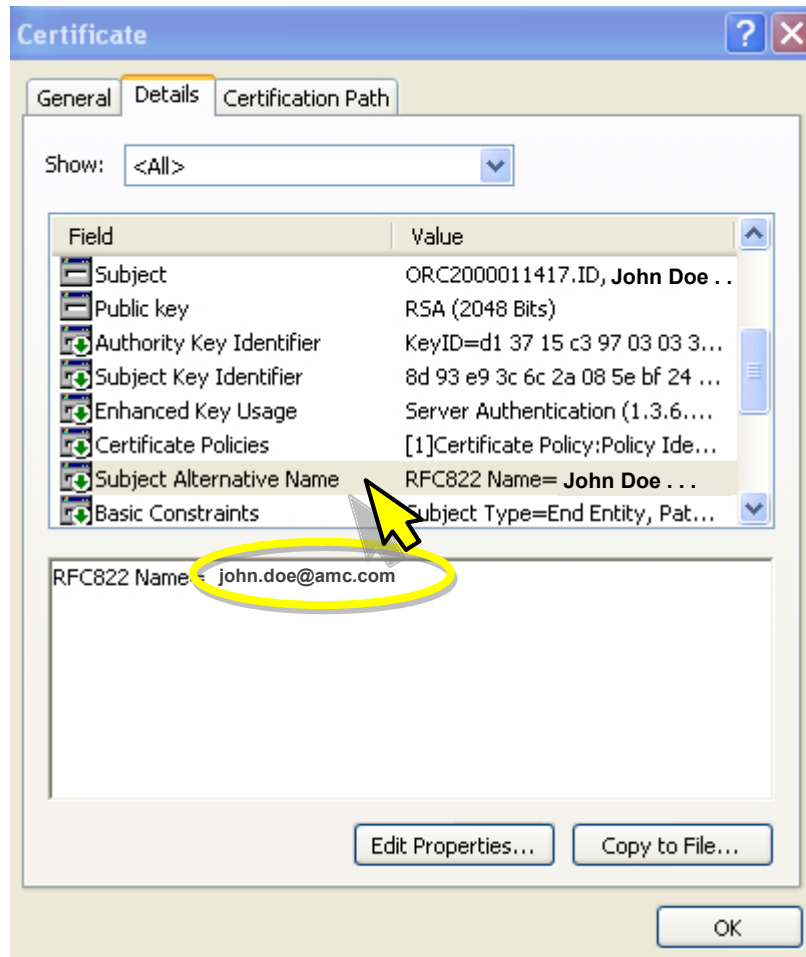 Certificate
General Details Certification Path
Show: <All>
Field Value
Subject ORC2000011417.ID, John Doe . .
Public key RSA (2048 Bits)
Authority Key Identifier KeyID=d1 37 15 c3 97 03 03 3...
Subject Key Identifier 8d 93 e9 3c 6c 2a 08 5e bf 24 ...
Enhanced Key Usage Server Authentication (1.3.6....
Certificate Policies [1]Certificate Policy:Policy Ide...
Subject Alternative Name RFC822 Name= John Doe . . .
Basic Constraints Subject Type=End Entity, Pat...
RFC822 Name= john.doe@amc.com
Edit Properties... Copy to File...
OK